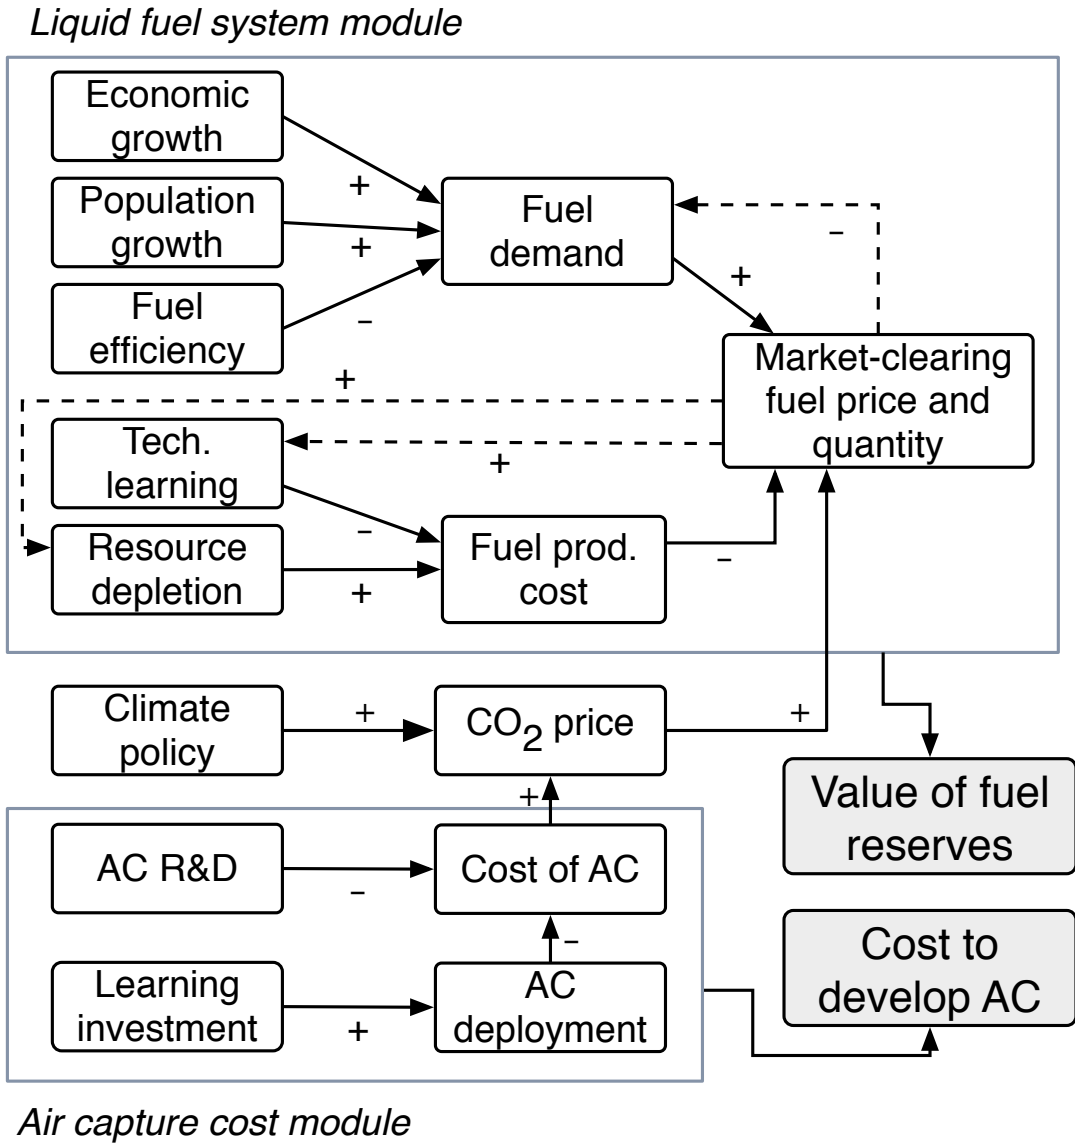 Liquid fuel system module
Economic
growth
+
Population
growth
+
Fuel
efficiency
–
Fuel
demand
–
+
Market-clearing
fuel price and
quantity
+
Tech.
learning
+
–
Resource
depletion
+
Fuel prod.
cost
–
Climate
policy
+
CO2 price
+
Value of fuel
reserves
+
AC R&D
–
Cost of AC
–
Learning
investment
+
AC
deployment
Cost to
develop AC
Air capture cost module